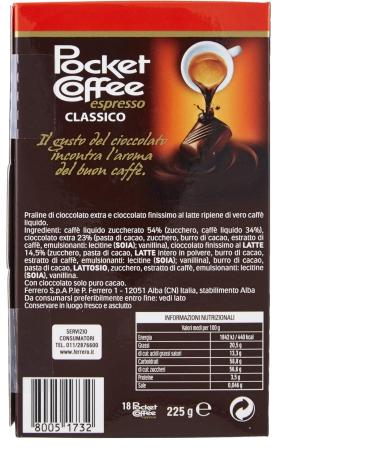 Pocket
Coffee
espresso
CLASSICO
Il gusto del cioccolato
incontra l'aroma
del buon caffè.
Praline di cioccolato extra e cioccolato finissimo al latte ripiene di vero caffè
liquido.
Ingredienti: caffè liquido zuccherato 54% (zucchero, caffè liquido 34%),
cioccolato extra 23% (pasta di cacao, zucchero, burro di cacao, estratto di
caffè, emulsionanti: lecitine (SOIA); vanillina), cioccolato finissimo al LATTE
14,5% (zucchero, pasta di cacao, LATTE intero in polvere, burro di cacao,
estratto di caffè, emulsionanti: lecitine (SOIA); vanillina), burro di cacao,
pasta di cacao, LATTOSIO, zucchero, estratto di caffè, emulsionanti: lecitine
(SOIA); vanillina.
Con cioccolato solo puro cacao.
Ferrero S.p.A P.le P. Ferrero 1 - 12051 Alba (Cn) Italia, stabilimento Alba
Da consumarsi preferibilmente entro fine: vedi lato
Conservare in luogo fresco e asciutto
SERVIZIO
CONSUMATORI
TEL. 011/2876600
www.ferrero.it
INFORMAZIONI NUTRIZIONALI
Valori medi per 100 g
Energia 1842 kJ / 440 kcal
Grassi 20,5 g
di cui: acidi grassi saturi 13,3 g
Carboidrati 58,8 g
di cui: zuccheri 56,6 g
Proteine 3,5 g
Sale 0,046 g
18 Pocket Coffee 225 g e
8005 1732